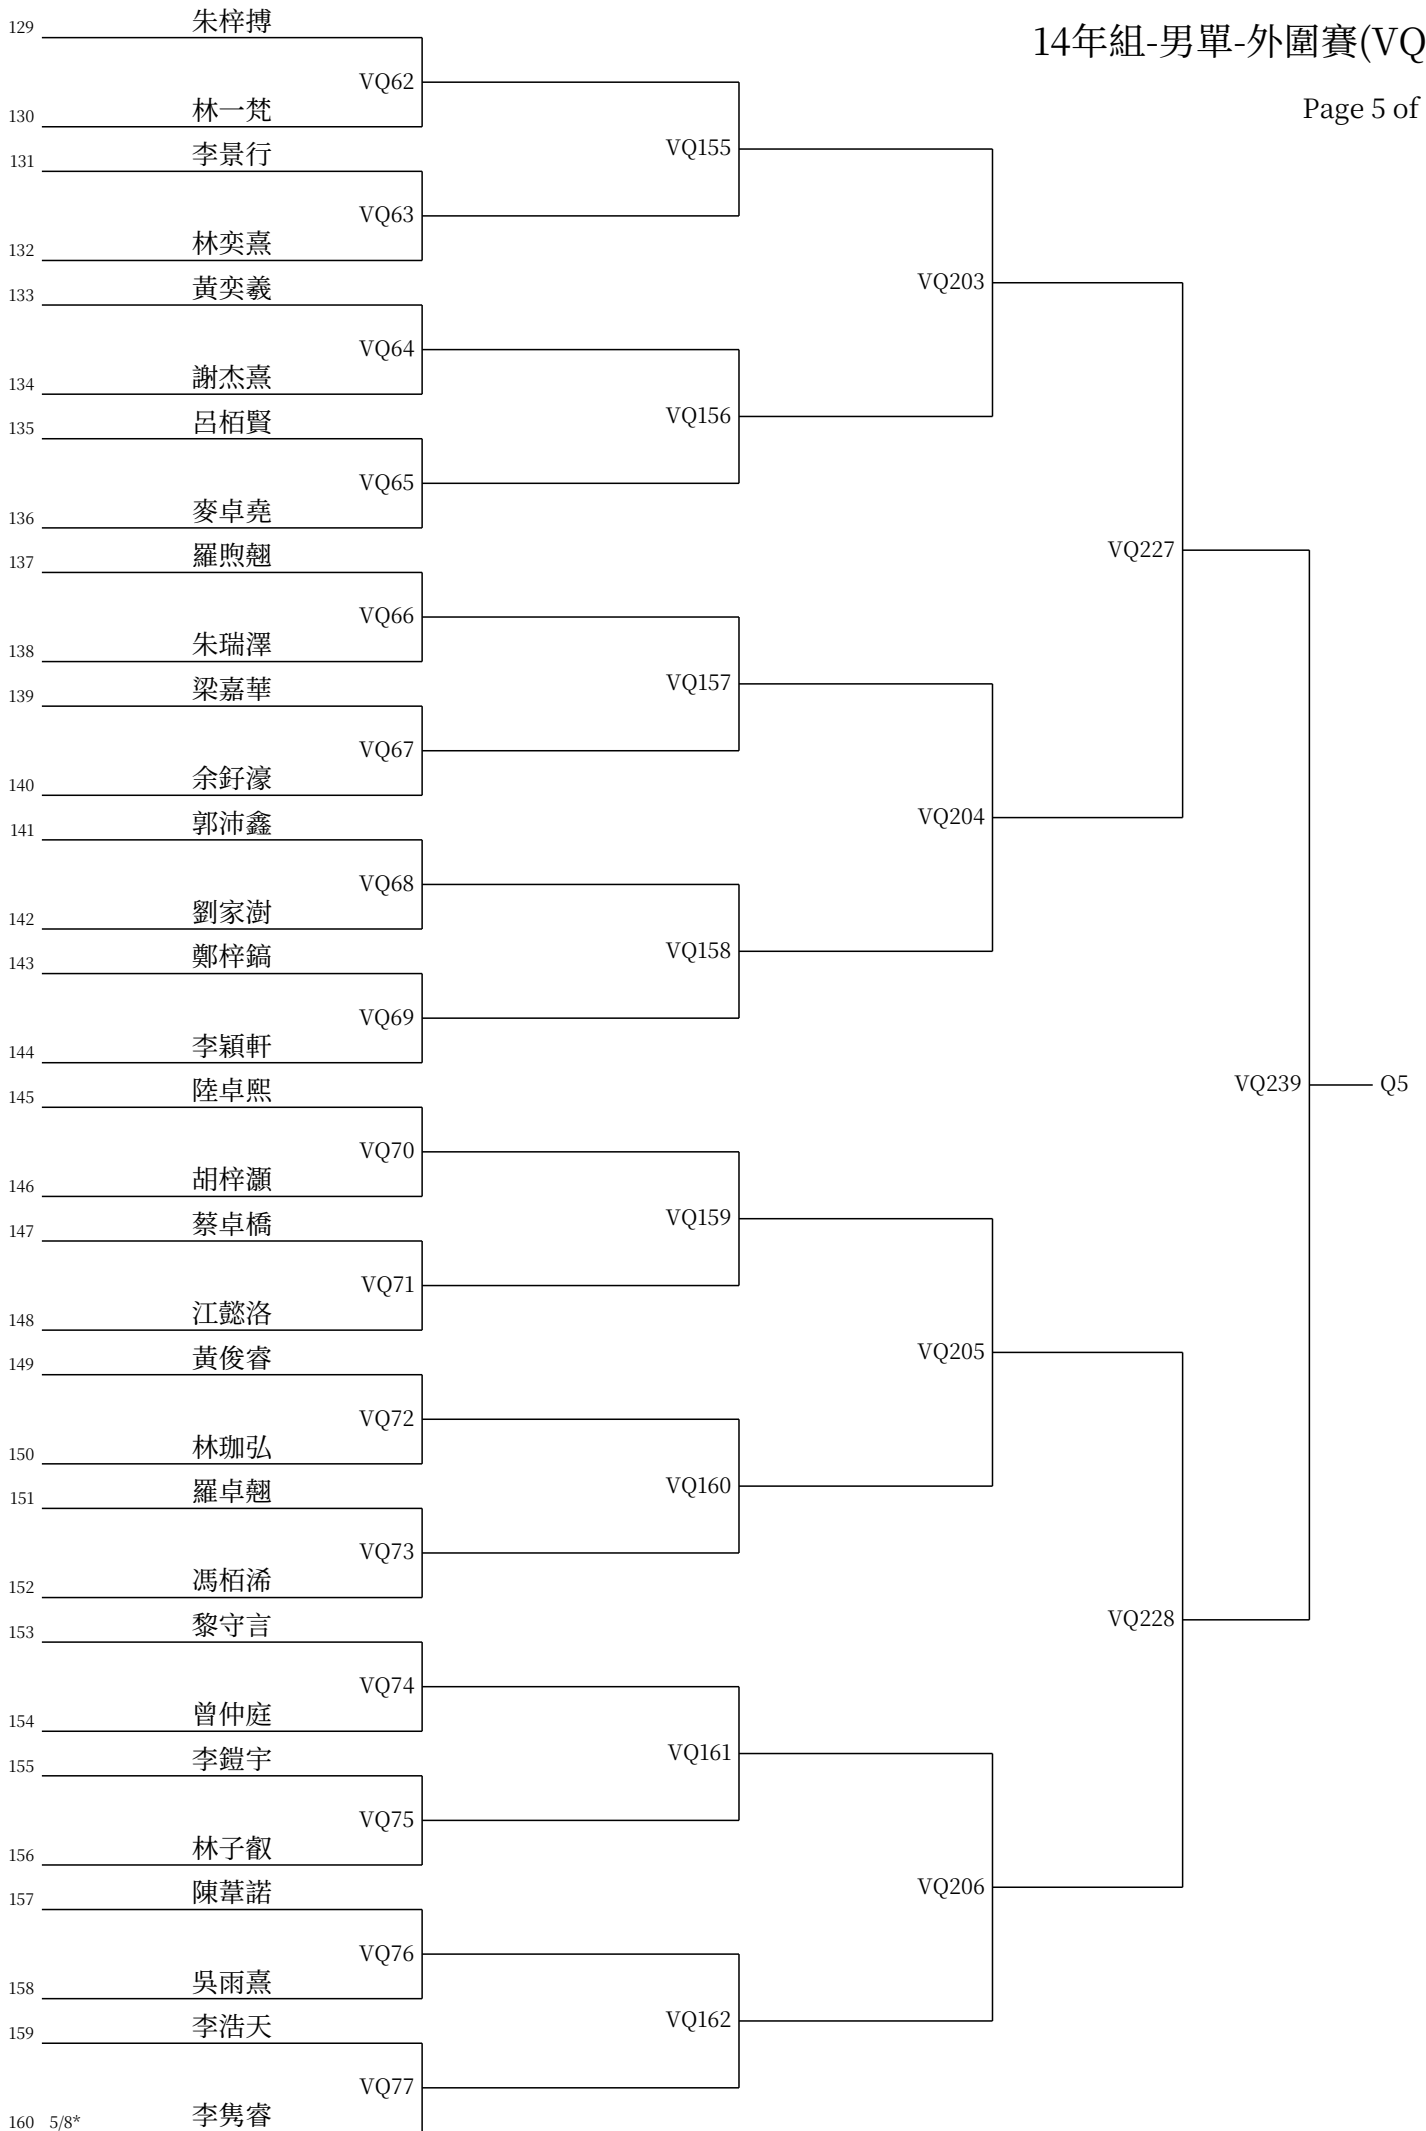 14年組-男單-外圍賽(VQ
Page 5 of
129 朱梓搏
VQ62
130 林一梵
VQ155
131 李景行
VQ63
132 林奕熹
VQ203
133 黃奕羲
VQ64
134 謝杰熹
VQ156
135 呂栢賢
VQ65
136 麥卓堯
VQ227
137 羅煦翹
VQ66
138 朱瑞澤
VQ157
139 梁嘉華
VQ67
140 余釨濠
VQ204
141 郭沛鑫
VQ68
142 劉家澍
VQ158
143 鄭梓鎬
VQ69
144 李穎軒
VQ239 Q5
145 陸卓熙
VQ70
146 胡梓灝
VQ159
147 蔡卓橋
VQ71
148 江懿洛
VQ205
149 黃俊睿
VQ72
150 林珈弘
VQ160
151 羅卓翹
VQ73
152 馮栢浠
VQ228
153 黎守言
VQ74
154 曾仲庭
VQ161
155 李鎧宇
VQ75
156 林子叡
VQ206
157 陳葦諾
VQ76
158 吳雨熹
VQ162
159 李浩天
VQ77
160 5/8* 李雋睿